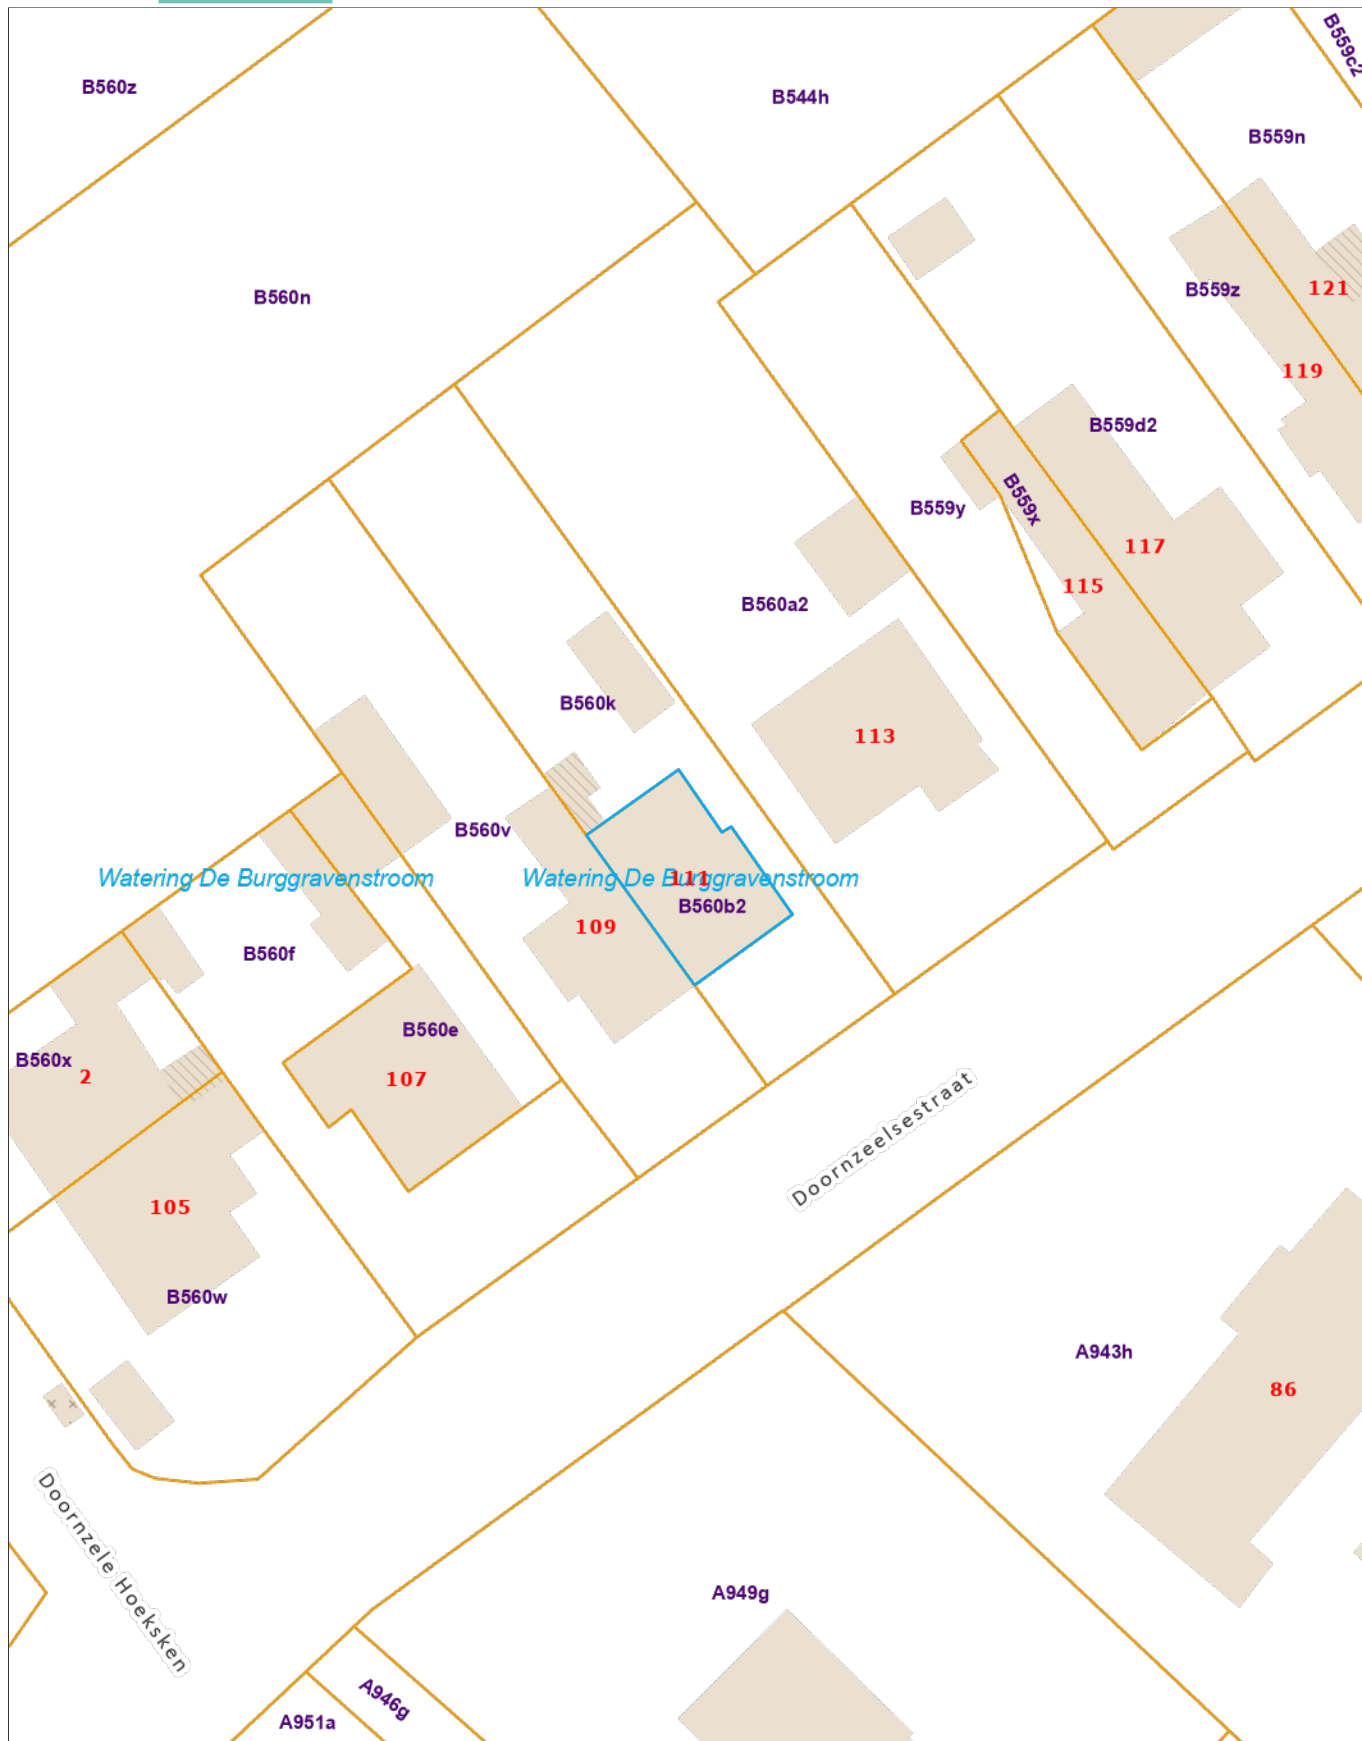 B559c2
B560z
B544h
B559n
B560n
B559z
121
119
B559d2
B559x
B559y
117
115
B560a2
B560k
113
B560v
Watering De Burggravenstroom
Watering De Burggravenstroom
111
B560b2
109
B560f
B560e
B560x
2
107
Doornzeelsestraat
105
B560w
A943h
86
Doornzele Hoeksken
A949g
A946g
A951a